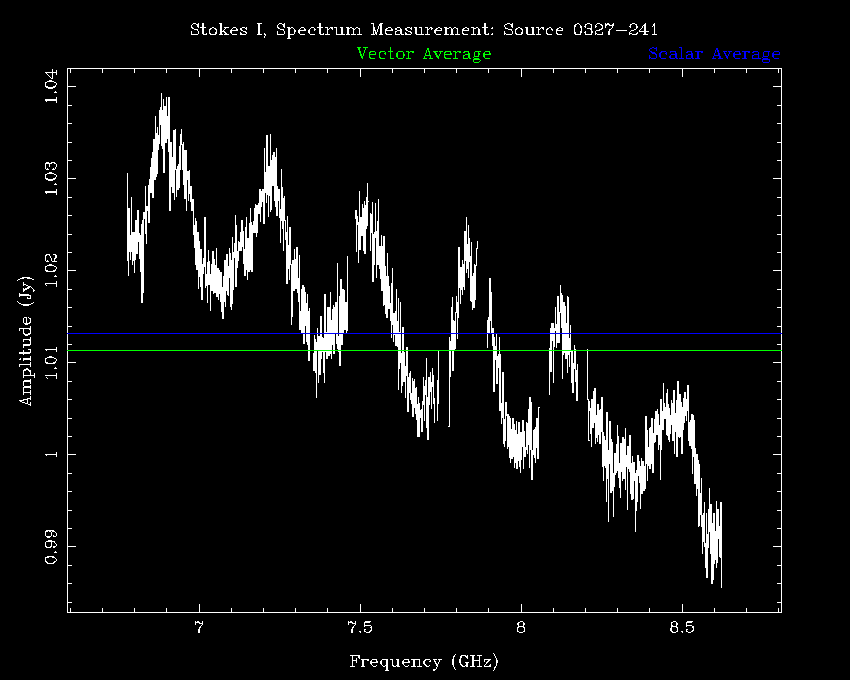 Stokes I, Spectrum Measurement: Source 0327-241
Vector Average
Scalar Average
1.04
1.03
1.02
1.01
1
0.99
Amplitude (Jy)
7
7.5
8
8.5
Frequency (GHz)